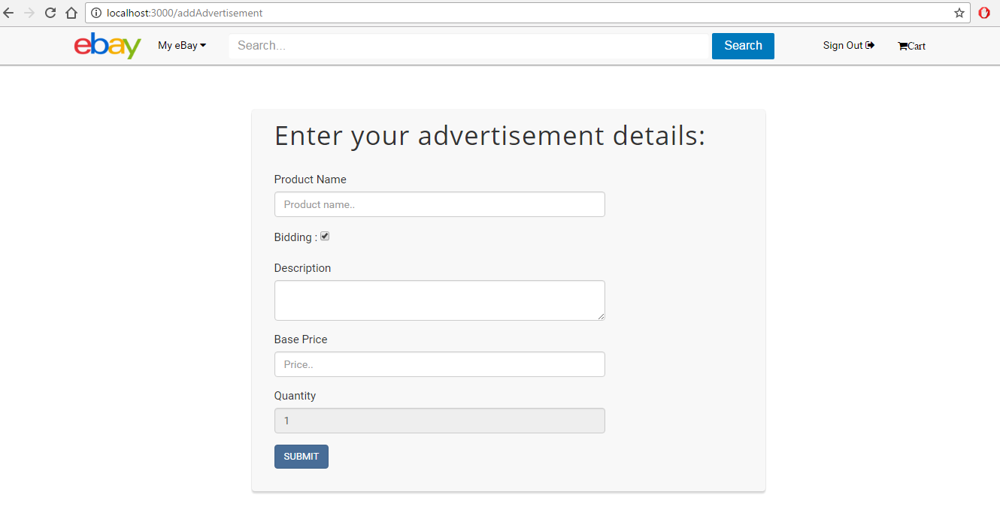 localhost:3000/addAdvertisement
ebay My eBay Search... Search Sign Out Cart
Enter your advertisement details:
Product Name
Product name..
Bidding :
Description
Base Price
Price..
Quantity
1
SUBMIT